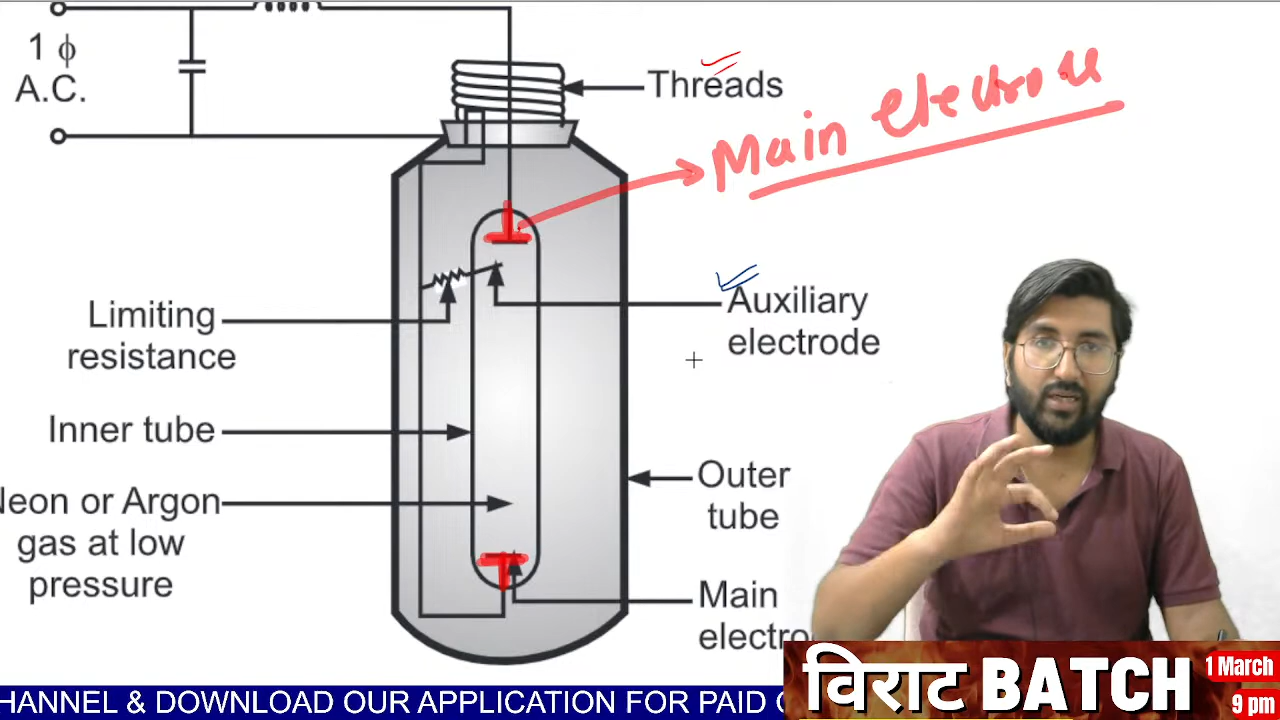 1 ϕ
A.C.
Threads
Main electrode
Limiting
resistance
Auxiliary
electrode
Inner tube
Neon or Argon
gas at low
pressure
Outer
tube
Main
electro
विराट BATCH
1 March
9 pm
HANNEL & DOWNLOAD OUR APPLICATION FOR PAID